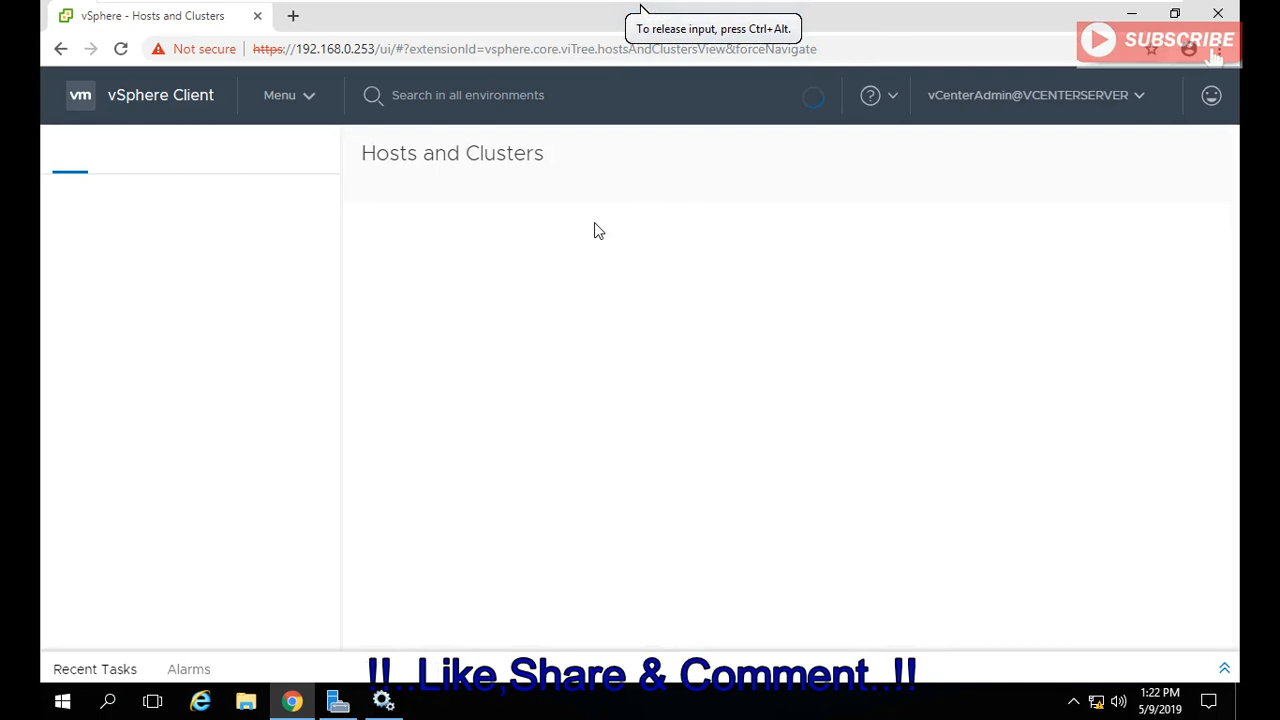 vSphere - Hosts and Clusters
To release input, press Ctrl+Alt.
Not secure
https://192.168.0.253/ui/#?extensionId=vsphere.core.viTree.hostsAndClustersView&forceNavigate
SUBSCRIBE
vm vSphere Client
Menu
Search in all environments
vCenterAdmin@VCENTERSERVER
Hosts and Clusters
Recent Tasks
Alarms
!!..Like,Share & Comment..!!
1:22 PM
5/9/2019